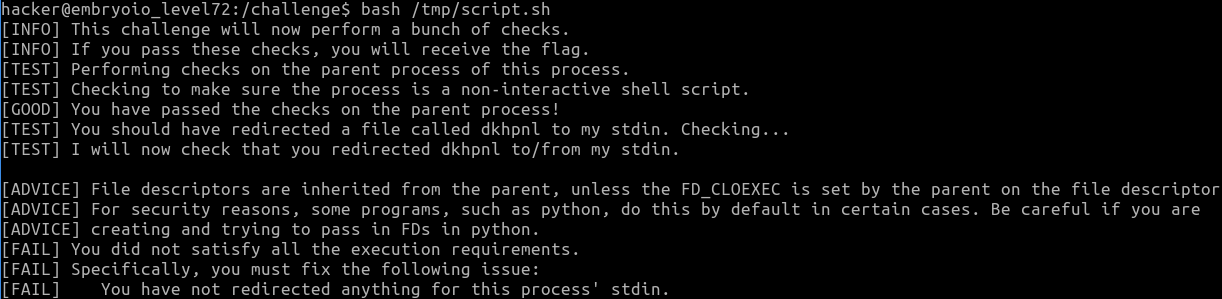 hacker@embryoio_level72:/challenge$ bash /tmp/script.sh
[INFO] This challenge will now perform a bunch of checks.
[INFO] If you pass these checks, you will receive the flag.
[TEST] Performing checks on the parent process of this process.
[TEST] Checking to make sure the process is a non-interactive shell script.
[GOOD] You have passed the checks on the parent process!
[TEST] You should have redirected a file called dkhpnl to my stdin. Checking...
[TEST] I will now check that you redirected dkhpnl to/from my stdin.
[ADVICE] File descriptors are inherited from the parent, unless the FD_CLOEXEC is set by the parent on the file descriptor
[ADVICE] For security reasons, some programs, such as python, do this by default in certain cases. Be careful if you are
[ADVICE] creating and trying to pass in FDs in python.
[FAIL] You did not satisfy all the execution requirements.
[FAIL] Specifically, you must fix the following issue:
[FAIL]    You have not redirected anything for this process' stdin.